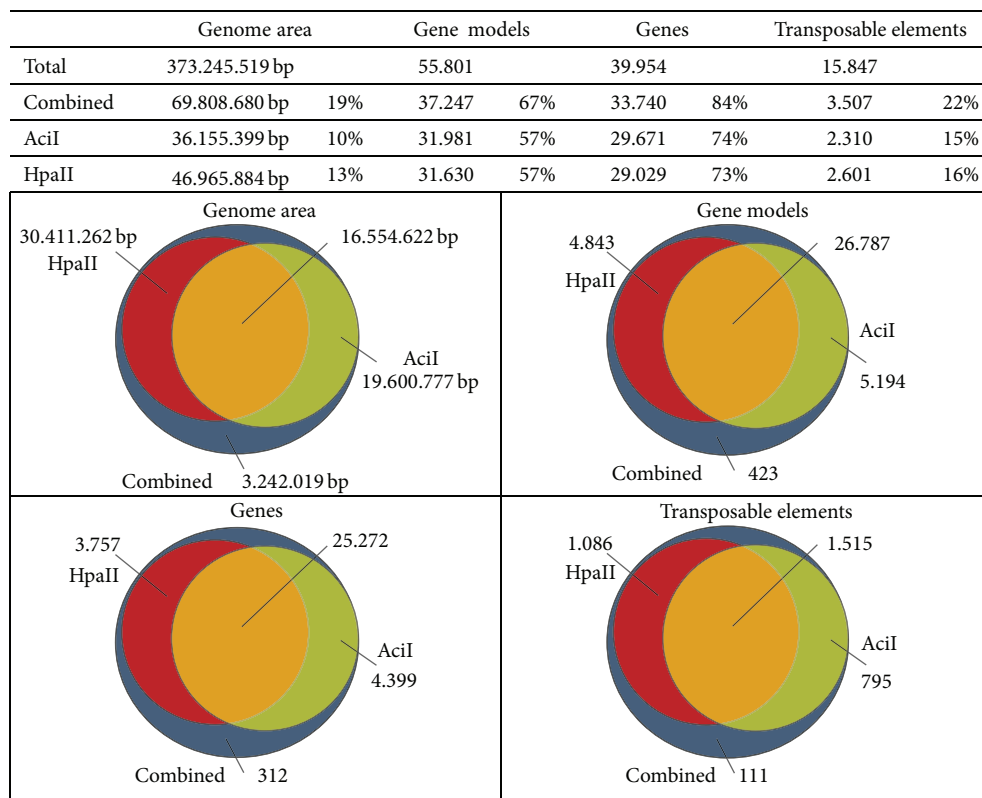 Genome area Gene models Genes Transposable elements
Total 373.245.519 bp 55.801 39.954 15.847
Combined 69.808.680 bp 19% 37.247 67% 33.740 84% 3.507 22%
AciI 36.155.399 bp 10% 31.981 57% 29.671 74% 2.310 15%
HpaII 46.965.884 bp 13% 31.630 57% 29.029 73% 2.601 16%
Genome area
30.411.262 bp
HpaII
16.554.622 bp
AciI
19.600.777 bp
Combined 3.242.019 bp
Gene models
4.843
HpaII
26.787
AciI
5.194
Combined 423
Genes
3.757
HpaII
25.272
AciI
4.399
Combined 312
Transposable elements
1.086
HpaII
1.515
AciI
795
Combined 111